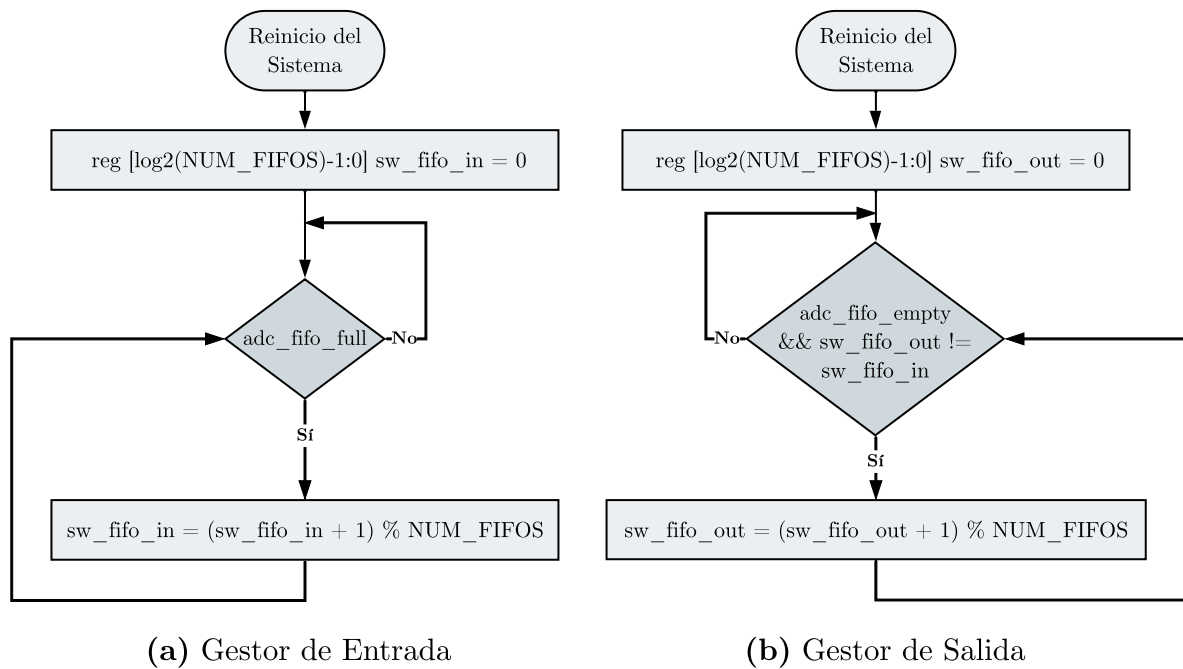 Reinicio del
Sistema
reg [log2(NUM_FIFOS)-1:0] sw_fifo_in = 0
adc_fifo_full
No
Sí
sw_fifo_in = (sw_fifo_in + 1) % NUM_FIFOS
(a) Gestor de Entrada
Reinicio del
Sistema
reg [log2(NUM_FIFOS)-1:0] sw_fifo_out = 0
adc_fifo_empty
&& sw_fifo_out !=
sw_fifo_in
No
Sí
sw_fifo_out = (sw_fifo_out + 1) % NUM_FIFOS
(b) Gestor de Salida